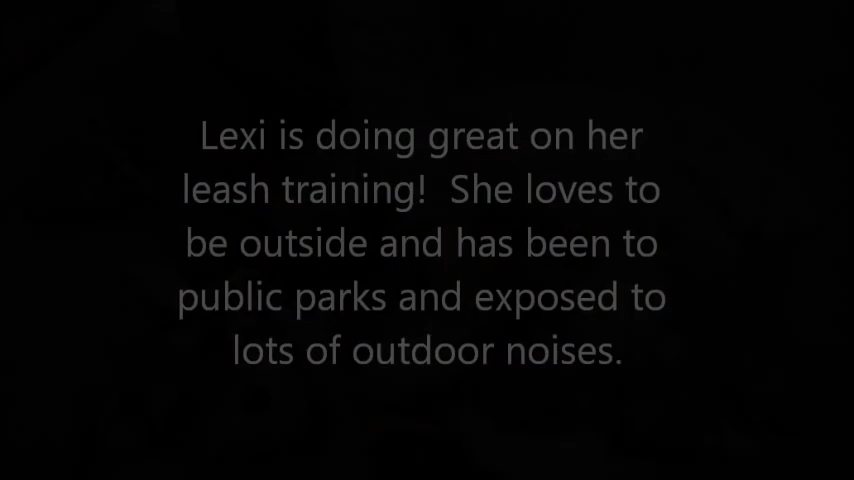 Lexi is doing great on her
leash training!  She loves to
be outside and has been to
public parks and exposed to
lots of outdoor noises.